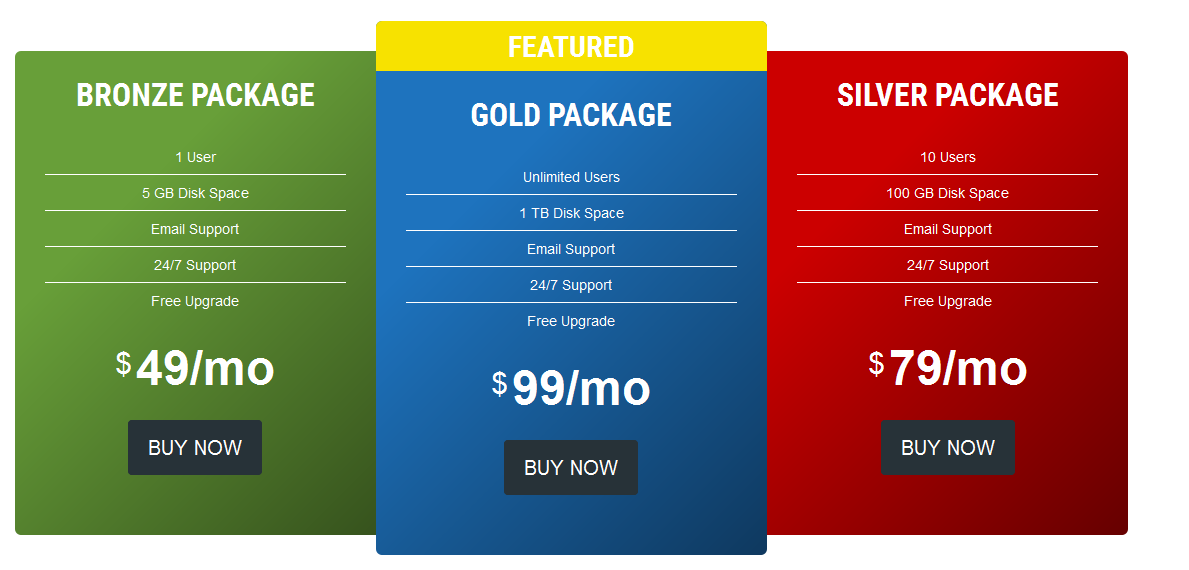 BRONZE PACKAGE
1 User
5 GB Disk Space
Email Support
24/7 Support
Free Upgrade
$49/mo
BUY NOW
FEATURED
GOLD PACKAGE
Unlimited Users
1 TB Disk Space
Email Support
24/7 Support
Free Upgrade
$99/mo
BUY NOW
SILVER PACKAGE
10 Users
100 GB Disk Space
Email Support
24/7 Support
Free Upgrade
$79/mo
BUY NOW